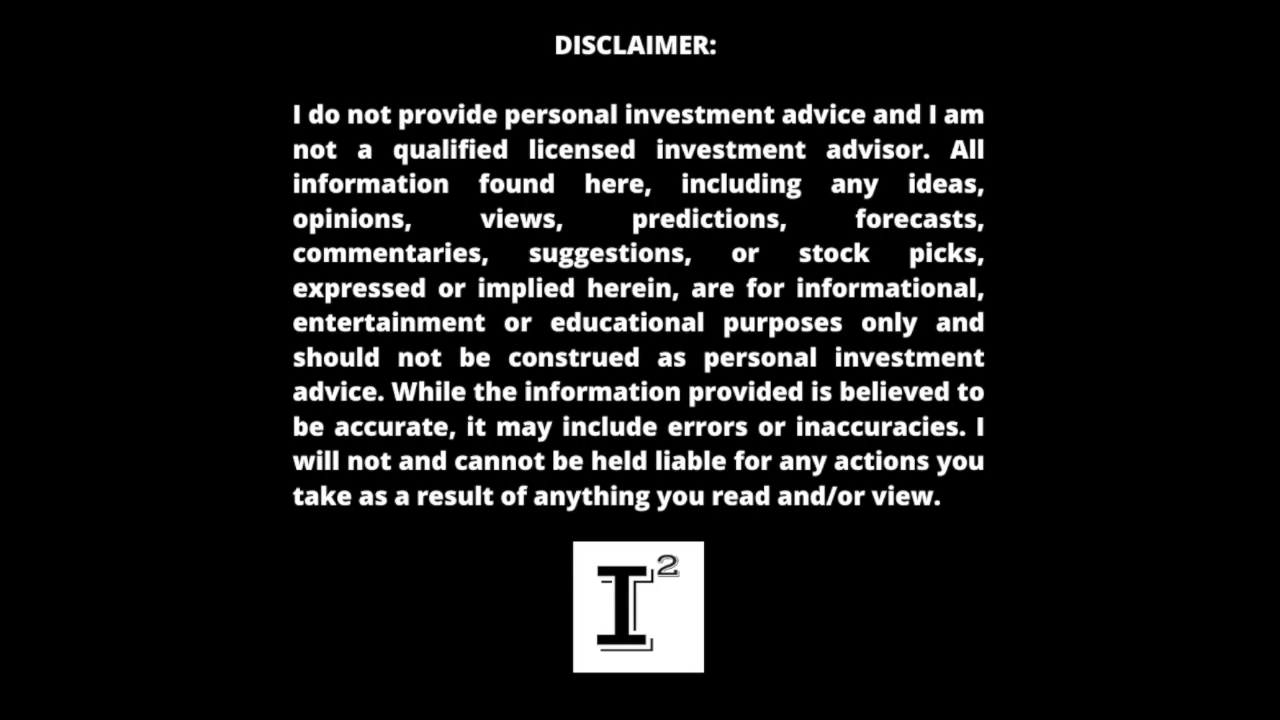 DISCLAIMER:
I do not provide personal investment advice and I am
not a qualified licensed investment advisor. All
information found here, including any ideas,
opinions, views, predictions, forecasts,
commentaries, suggestions, or stock picks,
expressed or implied herein, are for informational,
entertainment or educational purposes only and
should not be construed as personal investment
advice. While the information provided is believed to
be accurate, it may include errors or inaccuracies. I
will not and cannot be held liable for any actions you
take as a result of anything you read and/or view.
I²